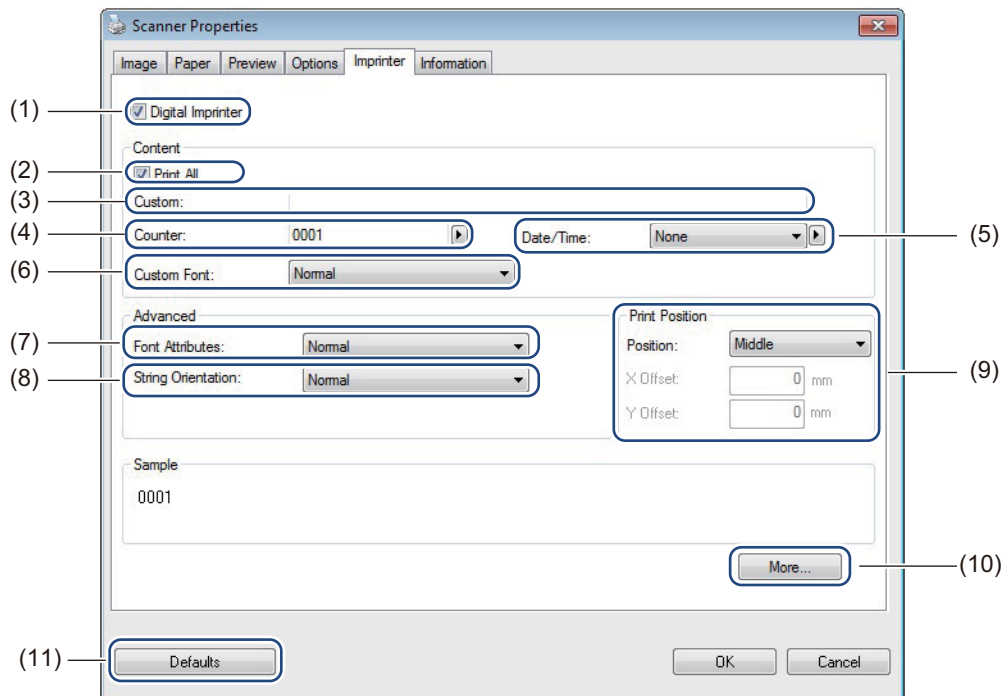 Scanner Properties
Image Paper Preview Options Imprinter Information
(1) Digital Imprinter
Content
(2) Print All
(3) Custom:
(4) Counter: 0001 Date/Time: None (5)
(6) Custom Font: Normal
Advanced Print Position
(7) Font Attributes: Normal Position: Middle
(8) String Orientation: Normal X Offset: 0 mm (9)
Y Offset: 0 mm
Sample
0001
More... (10)
(11) Defaults OK Cancel